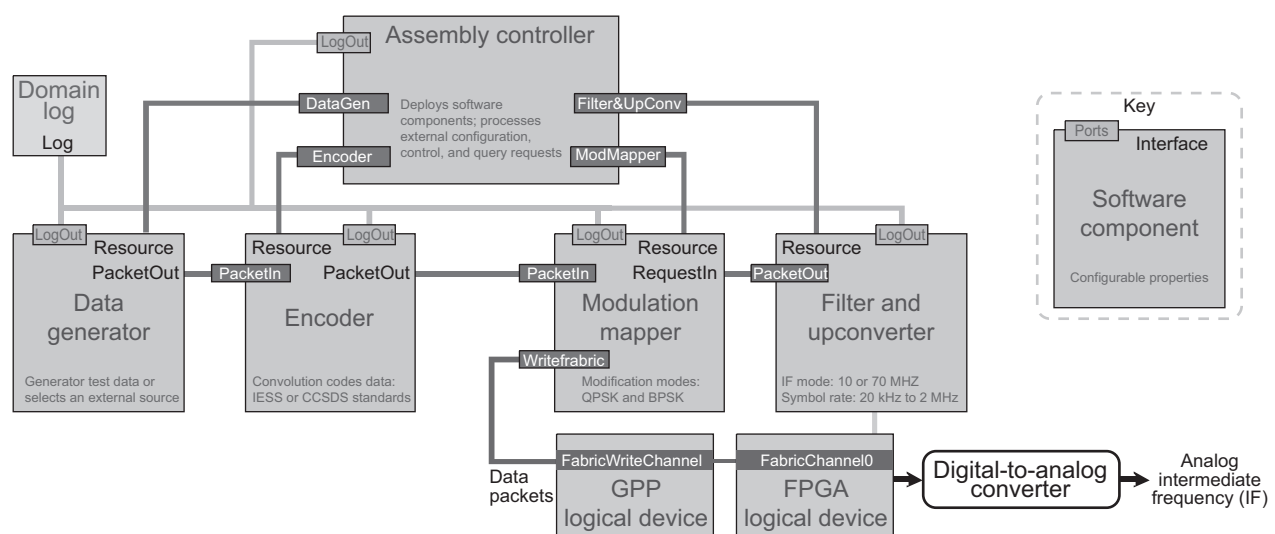 LogOut
Assembly controller
Domain
log
Log
DataGen
Deploys software
components; processes
external configuration,
control, and query requests
Filter&UpConv
Encoder
ModMapper
Key
Ports
Interface
Software
component
Configurable properties
LogOut
Resource
PacketOut
Data
generator
Generator test data or
selects an external source
LogOut
Resource
PacketIn
PacketOut
Encoder
Convolution codes data:
IESS or CCSDS standards
LogOut
Resource
PacketIn
RequestIn
Modulation
mapper
Writefrabric
Modification modes:
QPSK and BPSK
LogOut
Resource
PacketOut
Filter and
upconverter
IF mode: 10 or 70 MHZ
Symbol rate: 20 kHz to 2 MHz
Data
packets
FabricWriteChannel
GPP
logical device
FabricChannel0
FPGA
logical device
Digital-to-analog
converter
Analog
intermediate
frequency (IF)